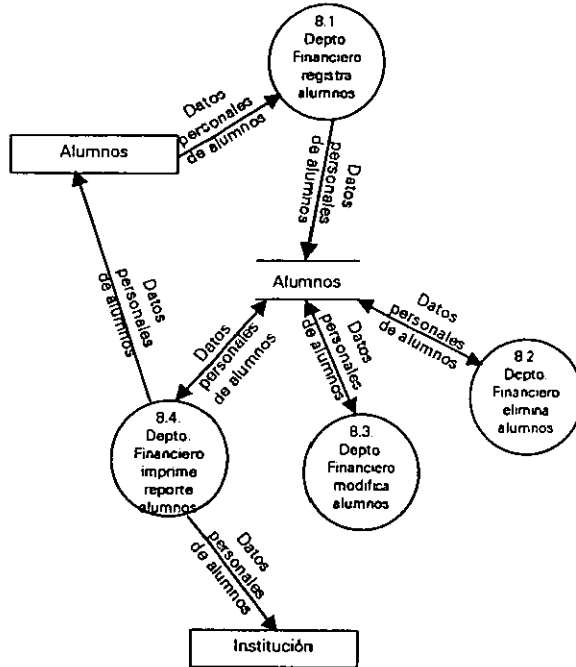 8.1
Depto
Financiero
registra
alumnos
Datos
personales
de alumnos
Alumnos
Datos
personales
de alumnos
Alumnos
Datos
personales
de alumnos
Datos
personales
de alumnos
Datos
personales
de alumnos
Datos
personales
de alumnos
8.2
Depto.
Financiero
elimina
alumnos
8.4.
Depto.
Financiero
imprime
reporte
alumnos
8.3.
Depto
Financiero
modifica
alumnos
Datos
personales
de alumnos
Institución